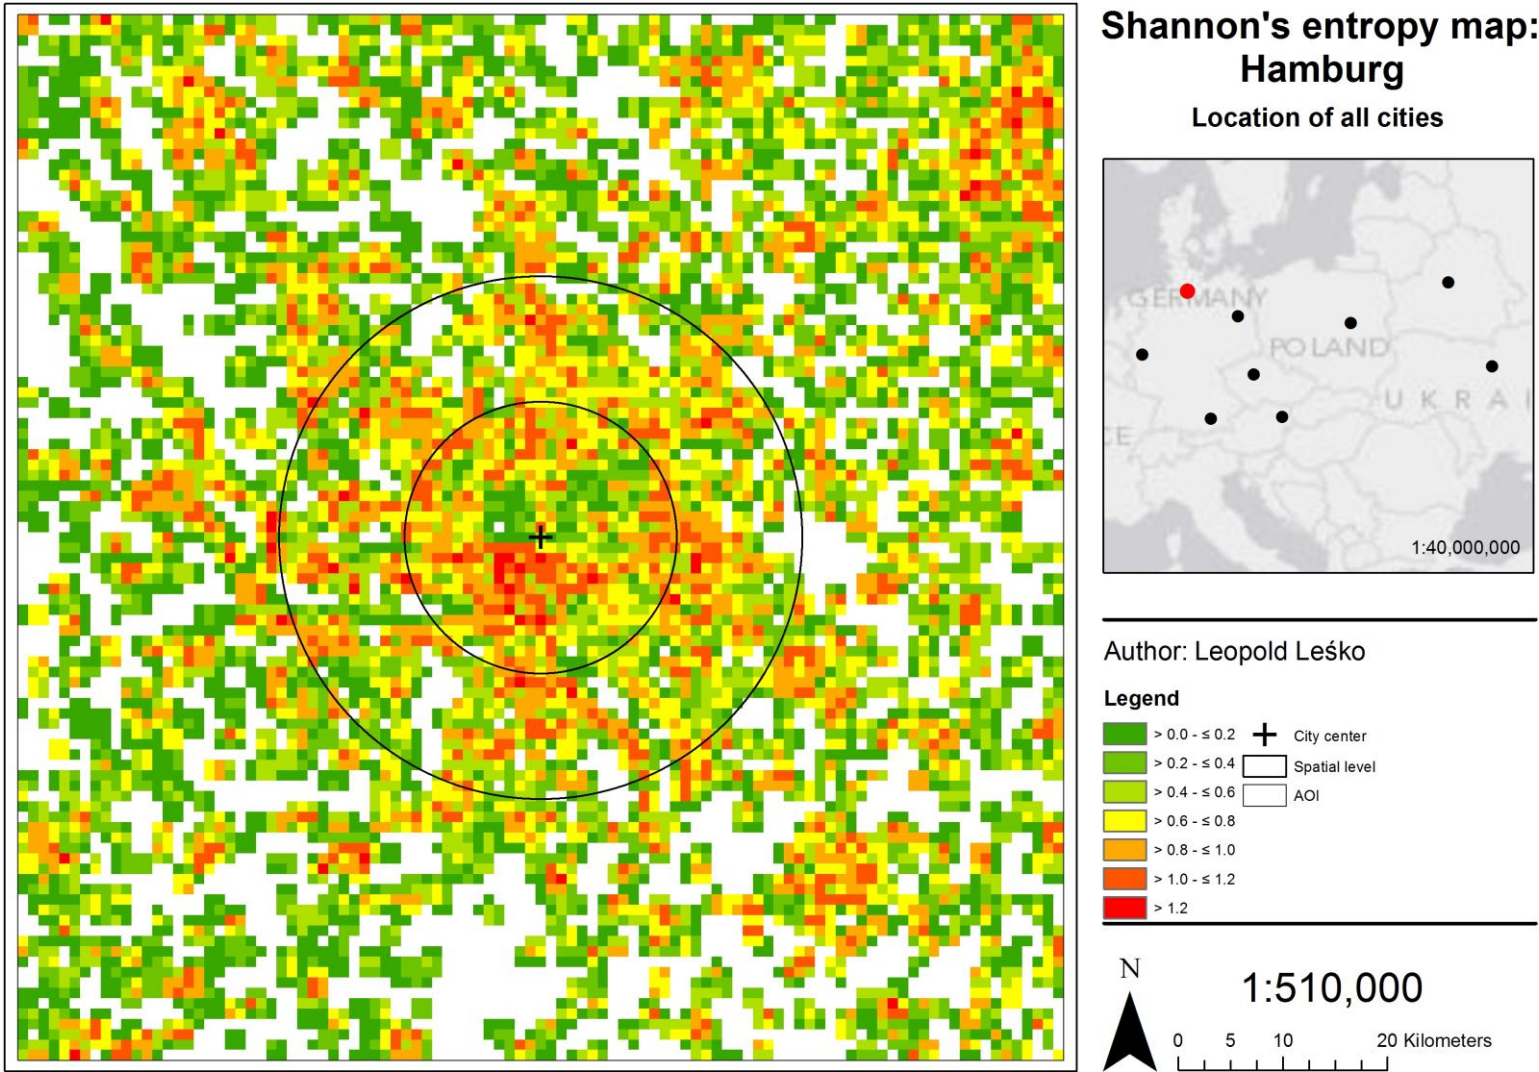 Shannon's entropy map:
Hamburg
Location of all cities
GERMANY
POLAND
U K R A I
CE
1:40,000,000
Author: Leopold Leśko
Legend
> 0.0 - ≤ 0.2
City center
> 0.2 - ≤ 0.4
Spatial level
> 0.4 - ≤ 0.6
AOI
> 0.6 - ≤ 0.8
> 0.8 - ≤ 1.0
> 1.0 - ≤ 1.2
> 1.2
N
1:510,000
0 5 10 20 Kilometers